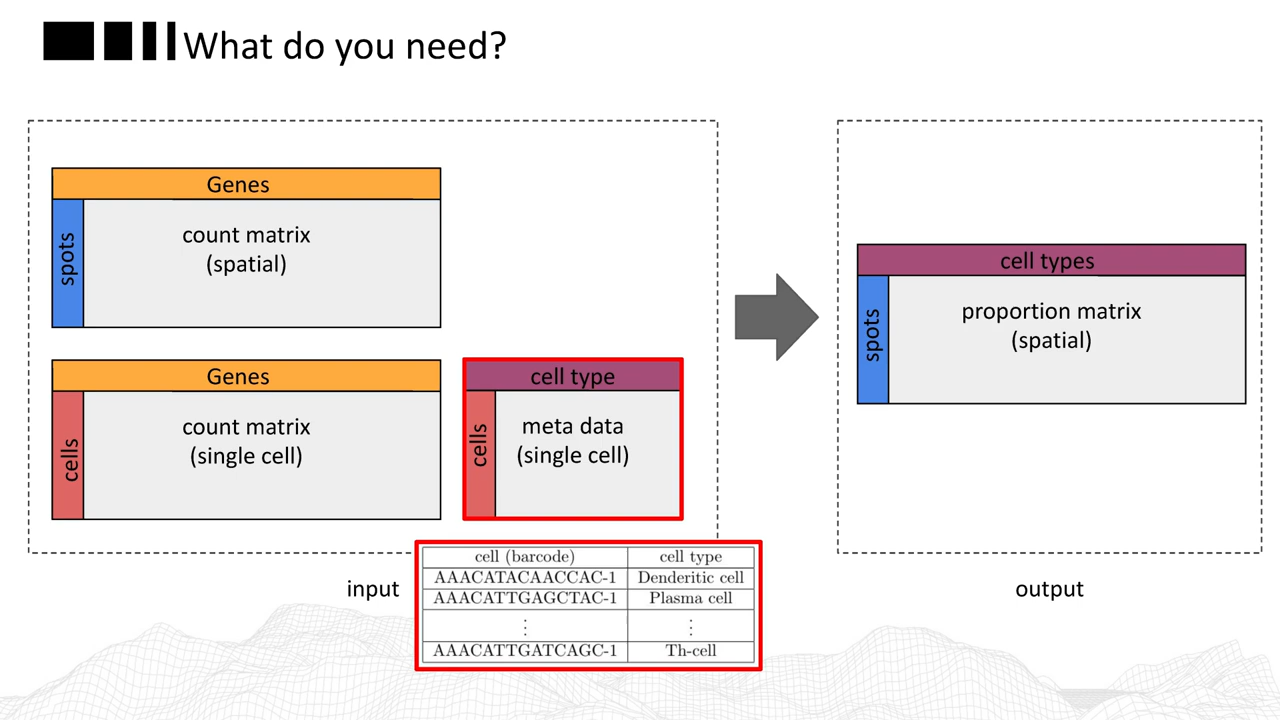 What do you need?
Genes
spots
count matrix
(spatial)
Genes
cells
count matrix
(single cell)
cell type
cells
meta data
(single cell)
cell (barcode) cell type
AAACATACAACCAC-1 Denderitic cell
AAACATTGAGCTAC-1 Plasma cell
⋮ ⋮
AAACATTGATCAGC-1 Th-cell
input
cell types
spots
proportion matrix
(spatial)
output